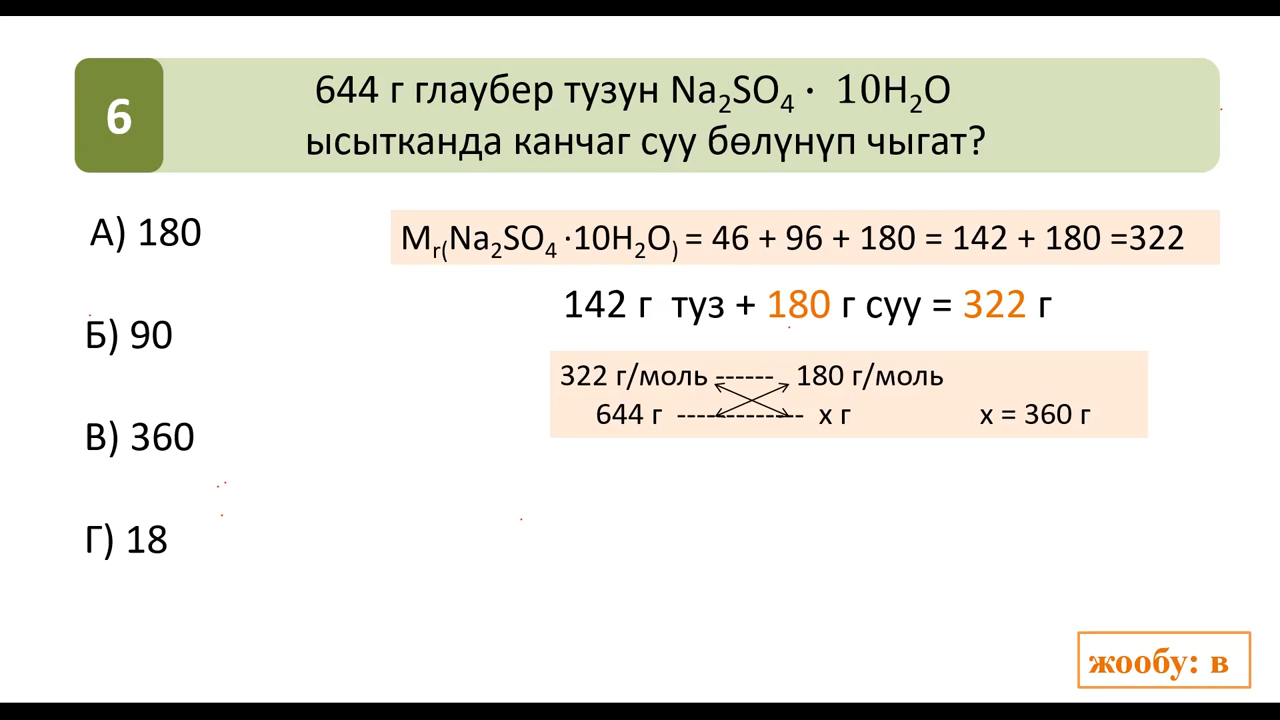 6
644 г глаубер тузун Na₂SO₄ · 10H₂O
ысытканда канчаг суу бөлүнүп чыгат?
А) 180
Mᵣ₍Na₂SO₄ ·10H₂O₎ = 46 + 96 + 180 = 142 + 180 =322
142 г туз + 180 г суу = 322 г
Б) 90
322 г/моль ------ 180 г/моль
644 г ------------- х г х = 360 г
В) 360
Г) 18
жообу: в